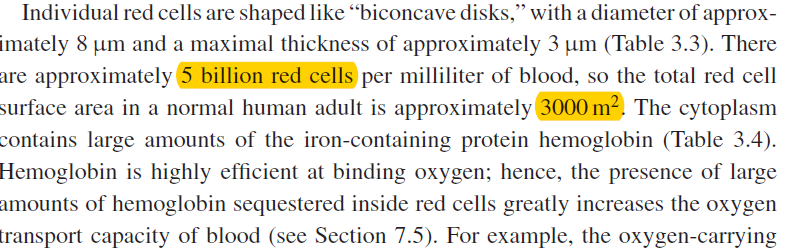 Individual red cells are shaped like “biconcave disks,” with a diameter of approx-
imately 8 μm and a maximal thickness of approximately 3 μm (Table 3.3). There
are approximately 5 billion red cells per milliliter of blood, so the total red cell
surface area in a normal human adult is approximately 3000 m². The cytoplasm
contains large amounts of the iron-containing protein hemoglobin (Table 3.4).
Hemoglobin is highly efficient at binding oxygen; hence, the presence of large
amounts of hemoglobin sequestered inside red cells greatly increases the oxygen
transport capacity of blood (see Section 7.5). For example, the oxygen-carrying